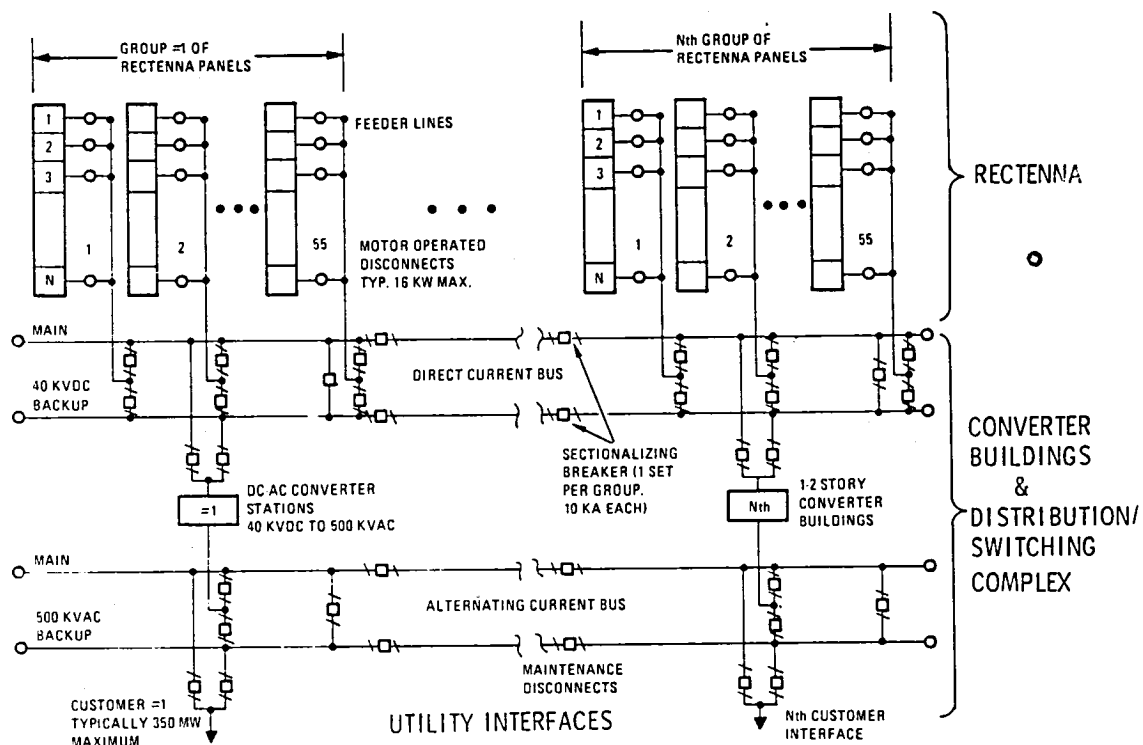 GROUP =1 OF
RECTENNA PANELS
Nth GROUP OF
RECTENNA PANELS
1
2
3
N
1
2
55
FEEDER LINES
MOTOR OPERATED
DISCONNECTS
TYP. 16 KW MAX.
1
2
3
N
1
2
55
RECTENNA
MAIN
40 KVDC
BACKUP
DIRECT CURRENT BUS
SECTIONALIZING
BREAKER (1 SET
PER GROUP.
10 KA EACH)
=1
DC-AC CONVERTER
STATIONS
40 KVDC TO 500 KVAC
Nth
1-2 STORY
CONVERTER
BUILDINGS
CONVERTER
BUILDINGS
&
DISTRIBUTION/
SWITCHING
COMPLEX
MAIN
500 KVAC
BACKUP
ALTERNATING CURRENT BUS
MAINTENANCE
DISCONNECTS
CUSTOMER =1
TYPICALLY 350 MW
MAXIMUM
UTILITY INTERFACES
Nth CUSTOMER
INTERFACE